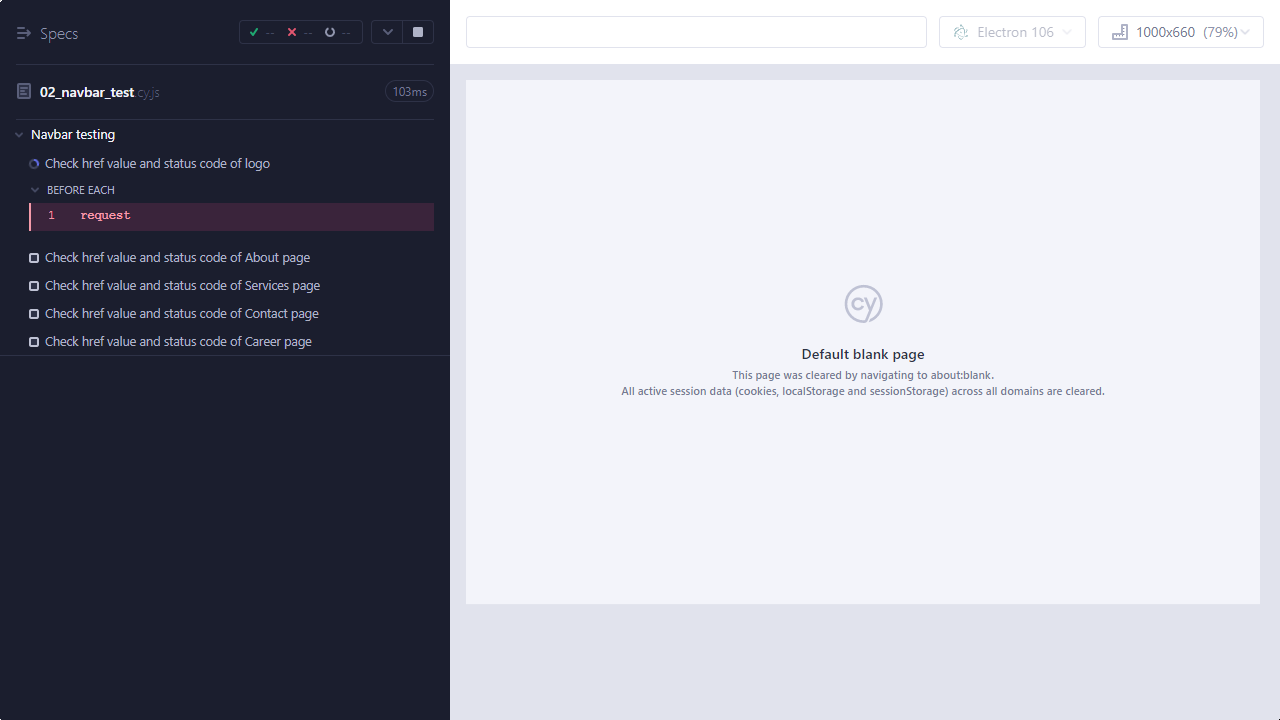 Specs
-- -- --
02_navbar_test.cy.js 103ms
Navbar testing
Check href value and status code of logo
BEFORE EACH
1 request
Check href value and status code of About page
Check href value and status code of Services page
Check href value and status code of Contact page
Check href value and status code of Career page
Electron 106
1000x660 (79%)
cy
Default blank page
This page was cleared by navigating to about:blank.
All active session data (cookies, localStorage and sessionStorage) across all domains are cleared.